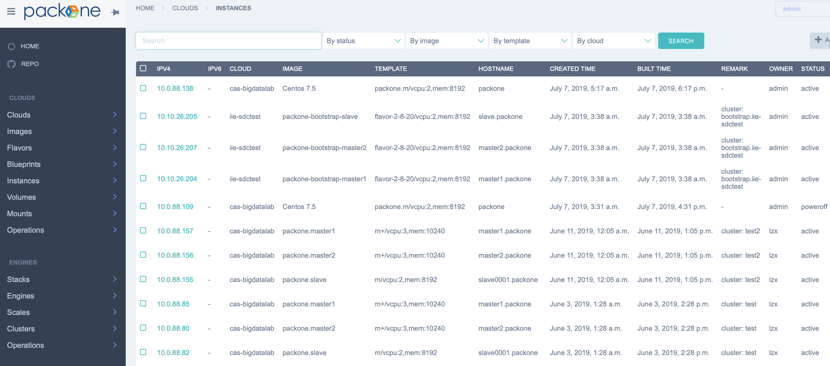 packone
HOME CLOUDS INSTANCES
admin
HOME
REPO
CLOUDS
Clouds
Images
Flavors
Blueprints
Instances
Volumes
Mounts
Operations
ENGINES
Stacks
Engines
Scales
Clusters
Operations
Search By status By image By template By cloud SEARCH
IPV4 IPV6 CLOUD IMAGE TEMPLATE HOSTNAME CREATED TIME BUILT TIME REMARK OWNER STATUS
10.0.88.138 - cas-bigdatalab Centos 7.5 packone.m/vcpu:2,mem:8192 packone July 7, 2019, 5:17 a.m. July 7, 2019, 6:17 p.m. - admin active
10.10.26.205 - iie-sdctest packone-bootstrap-slave flavor-2-8-20/vcpu:2,mem:8192 slave.packone July 7, 2019, 3:38 a.m. July 7, 2019, 3:38 a.m. cluster:
bootstrap.iie-
sdctest admin active
10.10.26.207 - iie-sdctest packone-bootstrap-master2 flavor-2-8-20/vcpu:2,mem:8192 master2.packone July 7, 2019, 3:38 a.m. July 7, 2019, 3:38 a.m. cluster:
bootstrap.iie-
sdctest admin active
10.10.26.204 - iie-sdctest packone-bootstrap-master1 flavor-2-8-20/vcpu:2,mem:8192 master1.packone July 7, 2019, 3:38 a.m. July 7, 2019, 3:38 a.m. cluster:
bootstrap.iie-
sdctest admin active
10.0.88.109 - cas-bigdatalab Centos 7.5 packone.m/vcpu:2,mem:8192 packone July 7, 2019, 3:31 a.m. July 7, 2019, 4:31 p.m. - admin poweroff
10.0.88.157 - cas-bigdatalab packone.master1 m+/vcpu:3,mem:10240 master1.packone June 11, 2019, 12:05 a.m. June 11, 2019, 1:05 p.m. cluster: test2 lzx active
10.0.88.156 - cas-bigdatalab packone.master2 m+/vcpu:3,mem:10240 master2.packone June 11, 2019, 12:05 a.m. June 11, 2019, 1:05 p.m. cluster: test2 lzx active
10.0.88.155 - cas-bigdatalab packone.slave m/vcpu:2,mem:8192 slave0001.packone June 11, 2019, 12:05 a.m. June 11, 2019, 1:05 p.m. cluster: test2 lzx active
10.0.88.85 - cas-bigdatalab packone.master1 m+/vcpu:3,mem:10240 master1.packone June 3, 2019, 1:28 a.m. June 3, 2019, 2:28 p.m. cluster: test lzx active
10.0.88.80 - cas-bigdatalab packone.master2 m+/vcpu:3,mem:10240 master2.packone June 3, 2019, 1:28 a.m. June 3, 2019, 2:28 p.m. cluster: test lzx active
10.0.88.82 - cas-bigdatalab packone.slave m/vcpu:2,mem:8192 slave0001.packone June 3, 2019, 1:28 a.m. June 3, 2019, 2:28 p.m. cluster: test lzx active